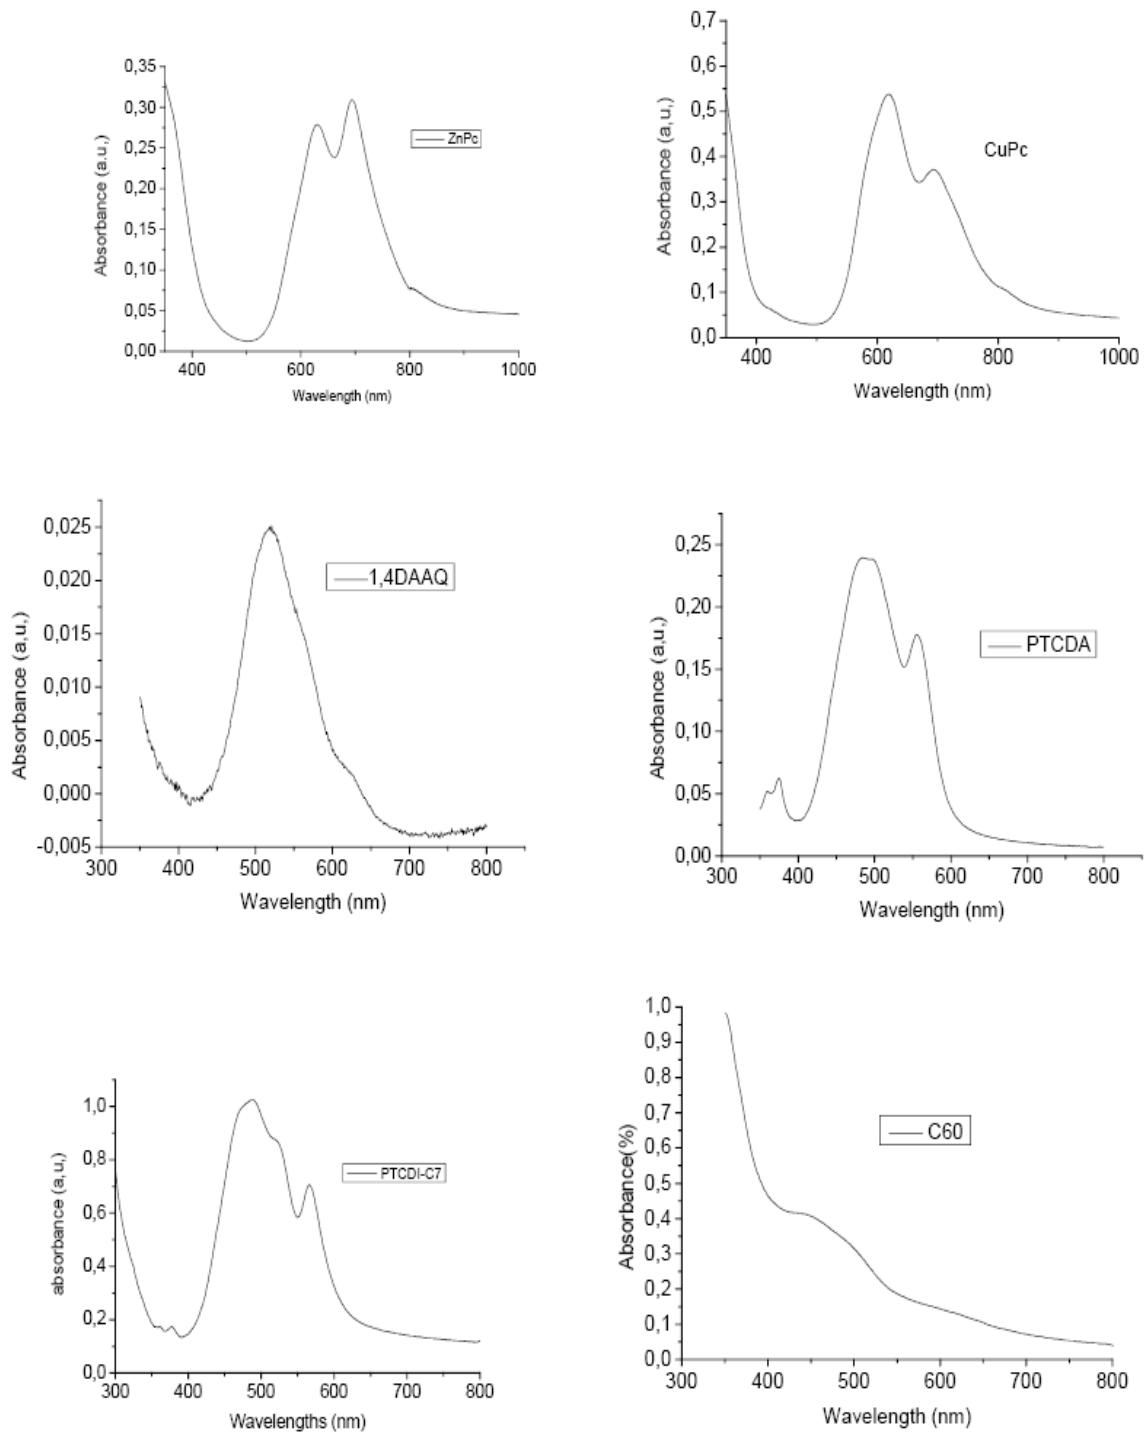 0,35
0,30
0,25
0,20
0,15
0,10
0,05
0,00
Absorbance (a.u,)
ZnPc
400 600 800 1000
Wavelength (nm)
0,7
0,6
0,5
0,4
0,3
0,2
0,1
0,0
Absorbance (a,u,)
CuPc
400 600 800 1000
Wavelength (nm)
0,025
0,020
0,015
0,010
0,005
0,000
-0,005
Absorbance (a,u,)
1,4DAAQ
300 400 500 600 700 800
Wavelength (nm)
0,25
0,20
0,15
0,10
0,05
0,00
Absorbance (a,u,)
PTCDA
300 400 500 600 700 800
Wavelength (nm)
1,0
0,8
0,6
0,4
0,2
0,0
absorbance (a,u,)
PTCDI-C7
300 400 500 600 700 800
Wavelengths (nm)
1,0
0,9
0,8
0,7
0,6
0,5
0,4
0,3
0,2
0,1
0,0
Absorbance(%)
C60
300 400 500 600 700 800
Wavelength (nm)